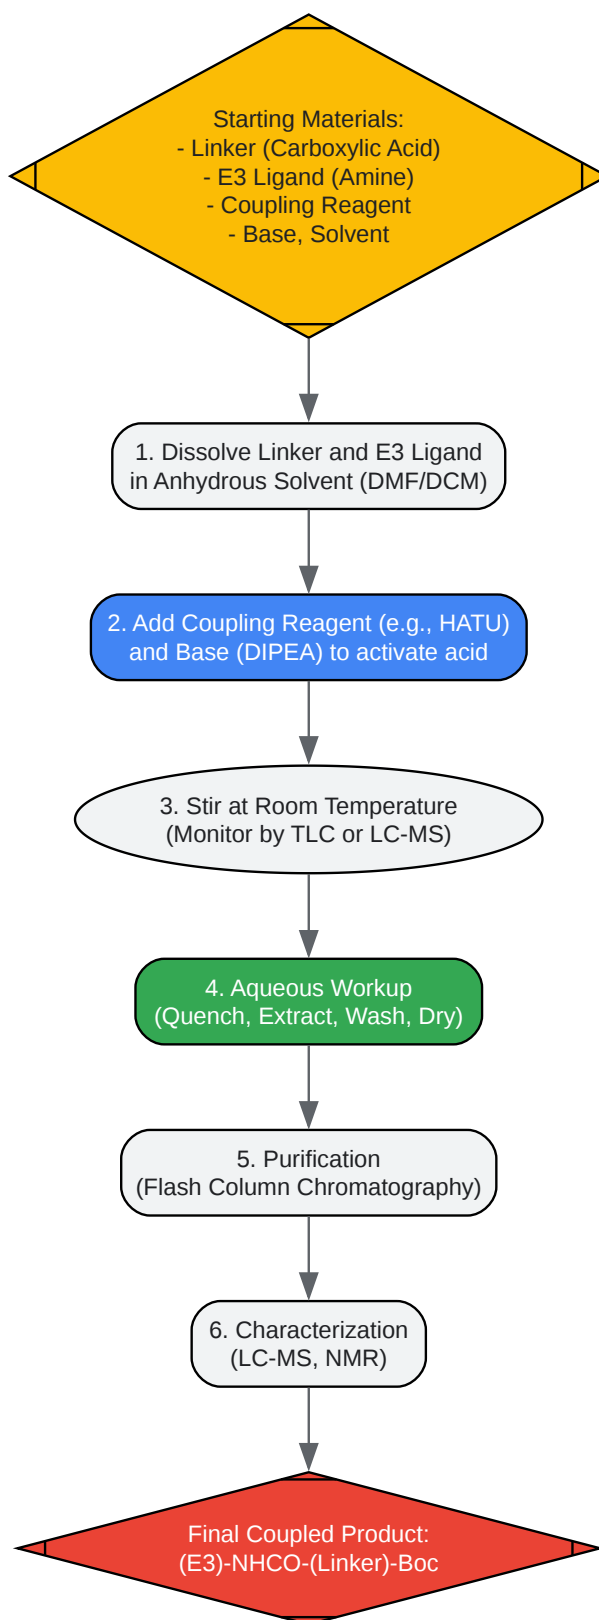 Starting Materials:
- Linker (Carboxylic Acid)
- E3 Ligand (Amine)
- Coupling Reagent
- Base, Solvent
1. Dissolve Linker and E3 Ligand
in Anhydrous Solvent (DMF/DCM)
2. Add Coupling Reagent (e.g., HATU)
and Base (DIPEA) to activate acid
3. Stir at Room Temperature
(Monitor by TLC or LC-MS)
4. Aqueous Workup
(Quench, Extract, Wash, Dry)
5. Purification
(Flash Column Chromatography)
6. Characterization
(LC-MS, NMR)
Final Coupled Product:
(E3)-NHCO-(Linker)-Boc